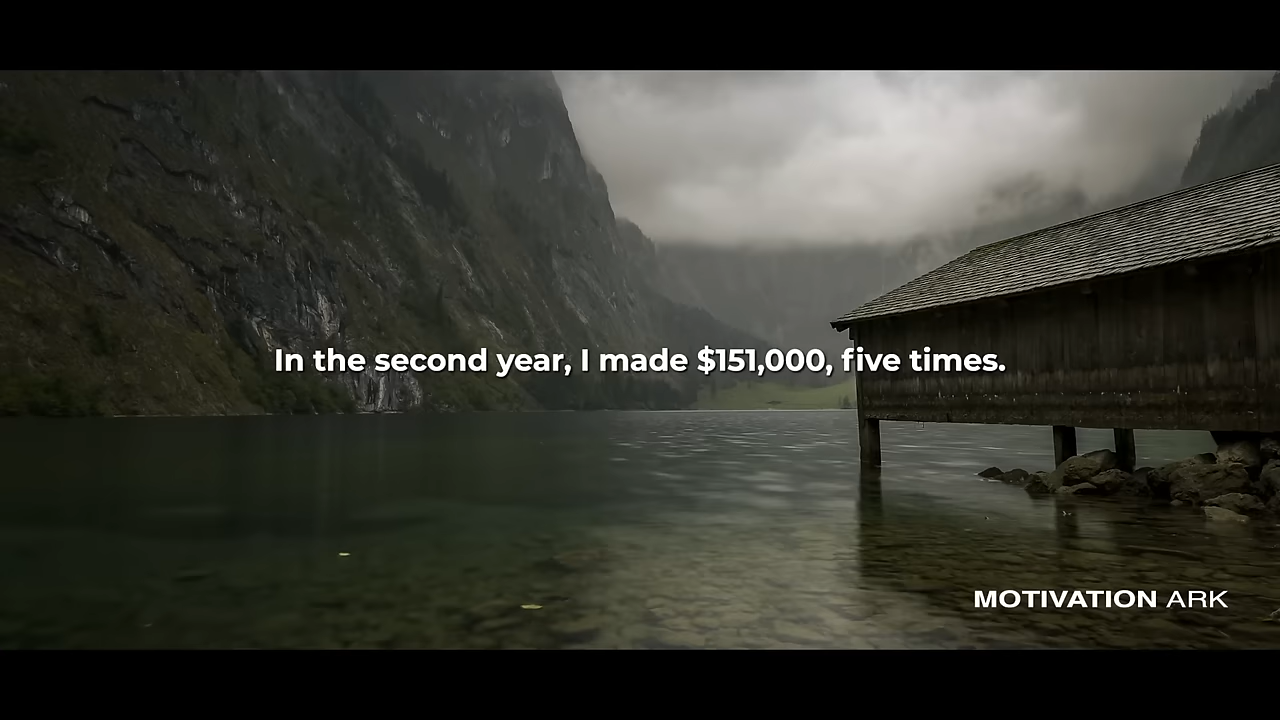 In the second year, I made $151,000, five times.
MOTIVATION ARK